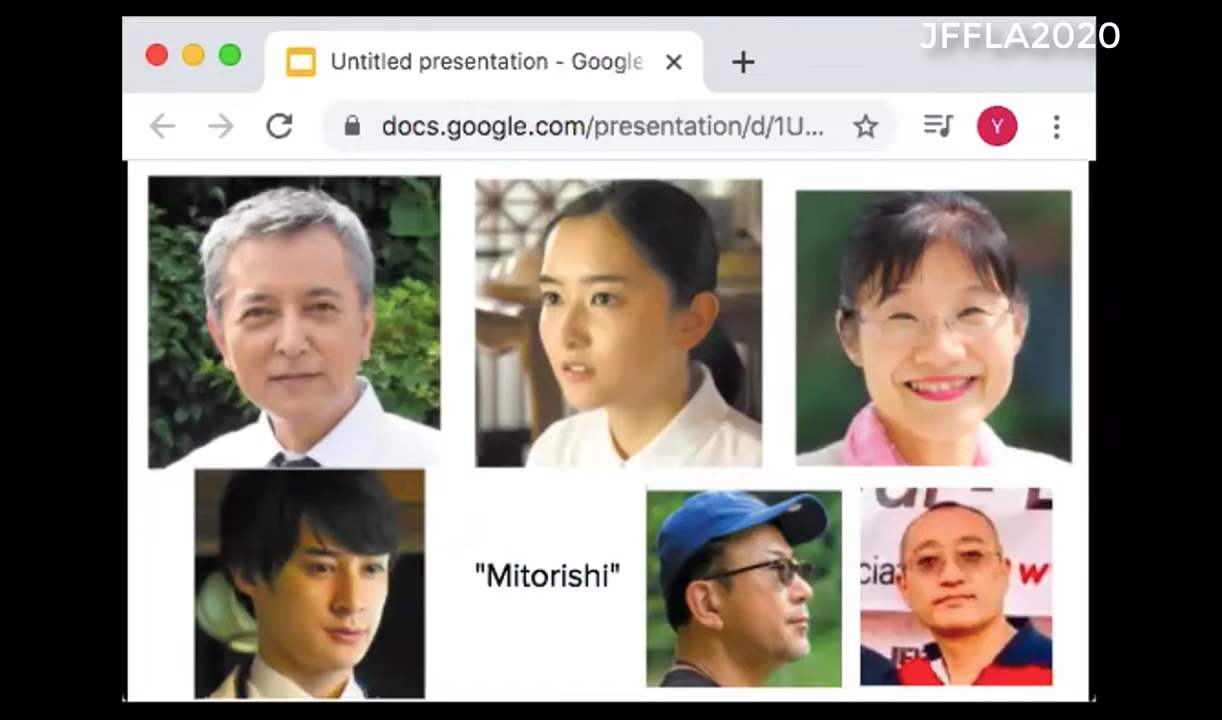 JFFLA2020
Untitled presentation - Google
docs.google.com/presentation/d/1U...
Y
"Mitorishi"